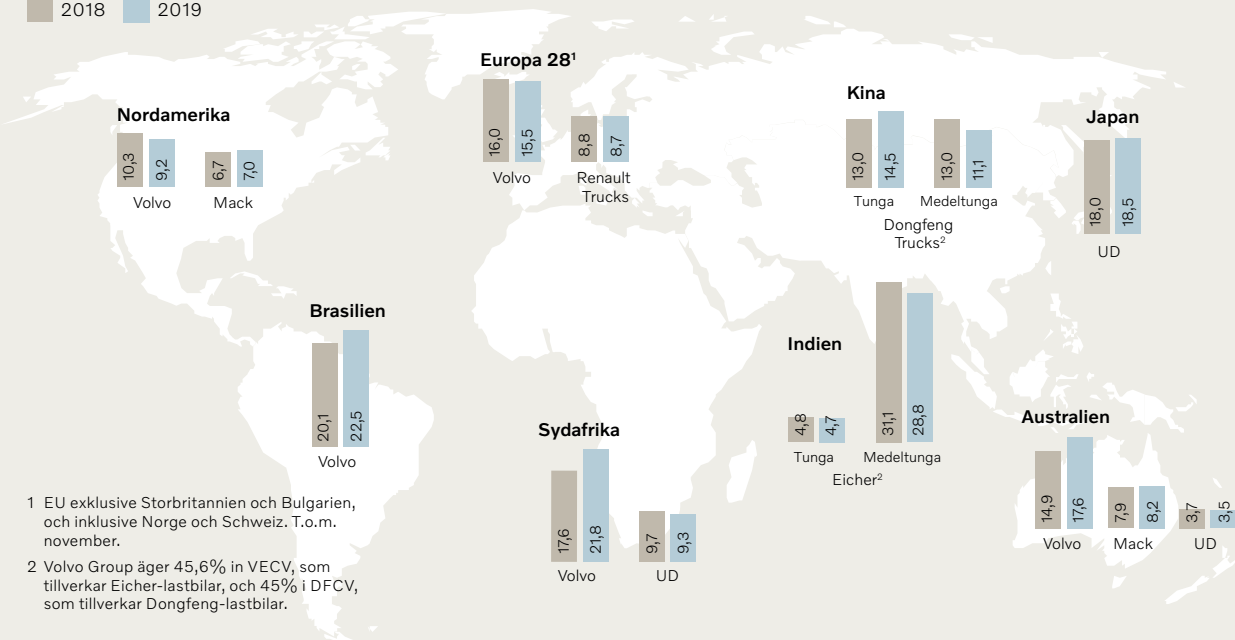 2018 2019
Europa 28¹
16,0 15,5 8,8 8,7
Volvo Renault
Trucks
Nordamerika
10,3 9,2 6,7 7,0
Volvo Mack
Kina
13,0 14,5 13,0 11,1
Tunga Medeltunga
Dongfeng
Trucks²
Japan
18,0 18,5
UD
Brasilien
20,1 22,5
Volvo
Indien
4,8 4,7 31,1 28,8
Tunga Medeltunga
Eicher²
Sydafrika
17,6 21,8 9,7 9,3
Volvo UD
Australien
14,9 17,6 7,9 8,2 3,7 3,5
Volvo Mack UD
1 EU exklusive Storbritannien och Bulgarien,
och inklusive Norge och Schweiz. T.o.m.
november.
2 Volvo Group äger 45,6% in VECV, som
tillverkar Eicher-lastbilar, och 45% i DFCV,
som tillverkar Dongfeng-lastbilar.